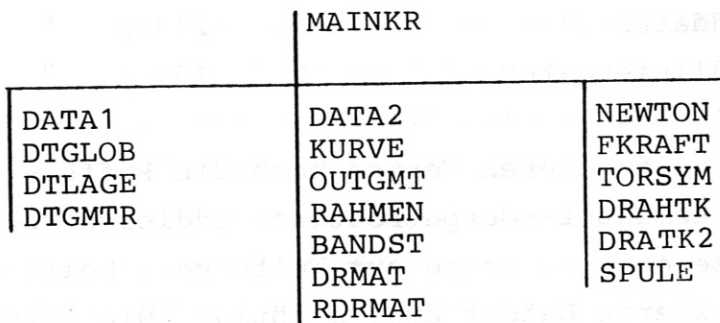 MAINKR
DATA1
DTGLOB
DTLAGE
DTGMTR
DATA2
KURVE
OUTGMT
RAHMEN
BANDST
DRMAT
RDRMAT
NEWTON
FKRAFT
TORSYM
DRAHTK
DRATK2
SPULE